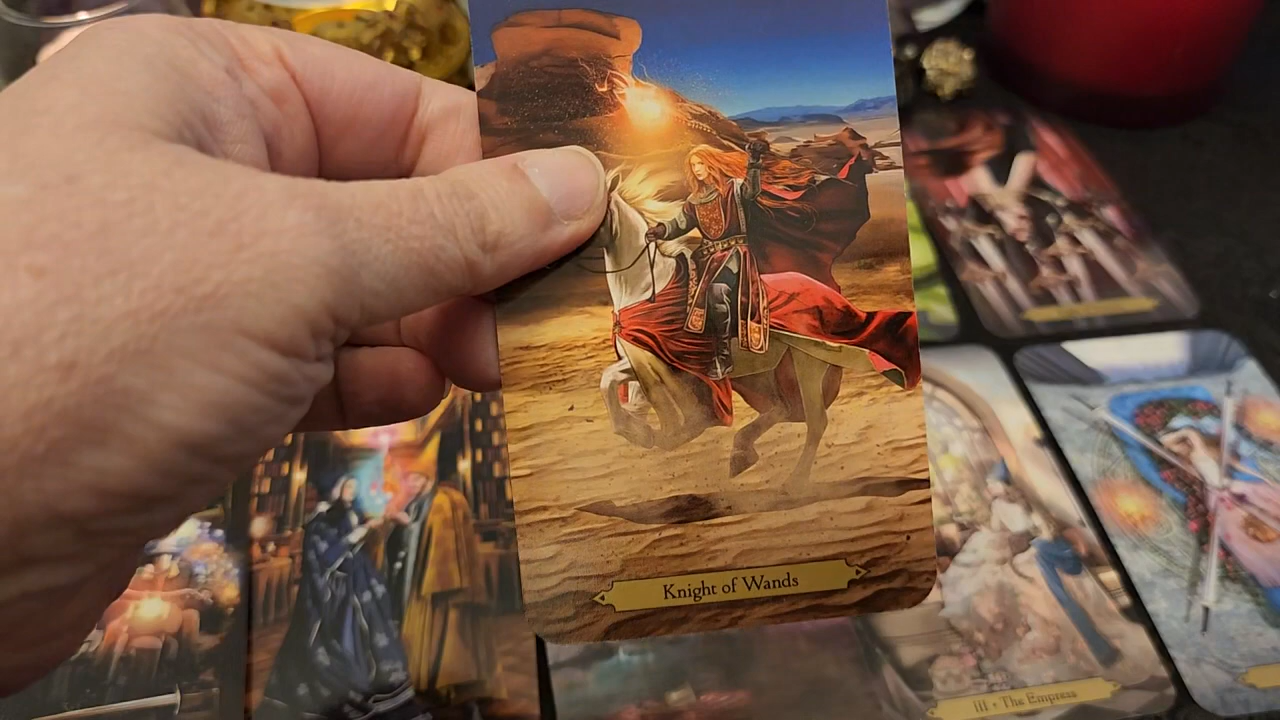 Knight of Wands
III • The Empress